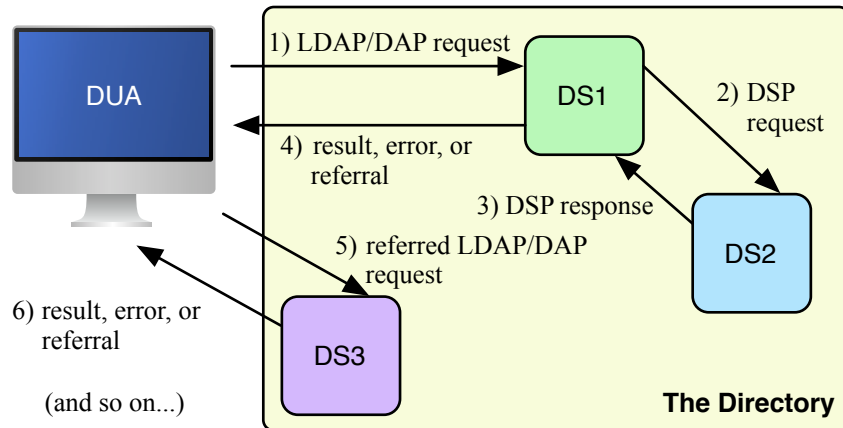 1) LDAP/DAP request
DUA
DS1
2) DSP
request
4) result, error, or
referral
3) DSP response
DS2
5) referred LDAP/DAP
request
6) result, error, or
referral
DS3
(and so on...)
The Directory